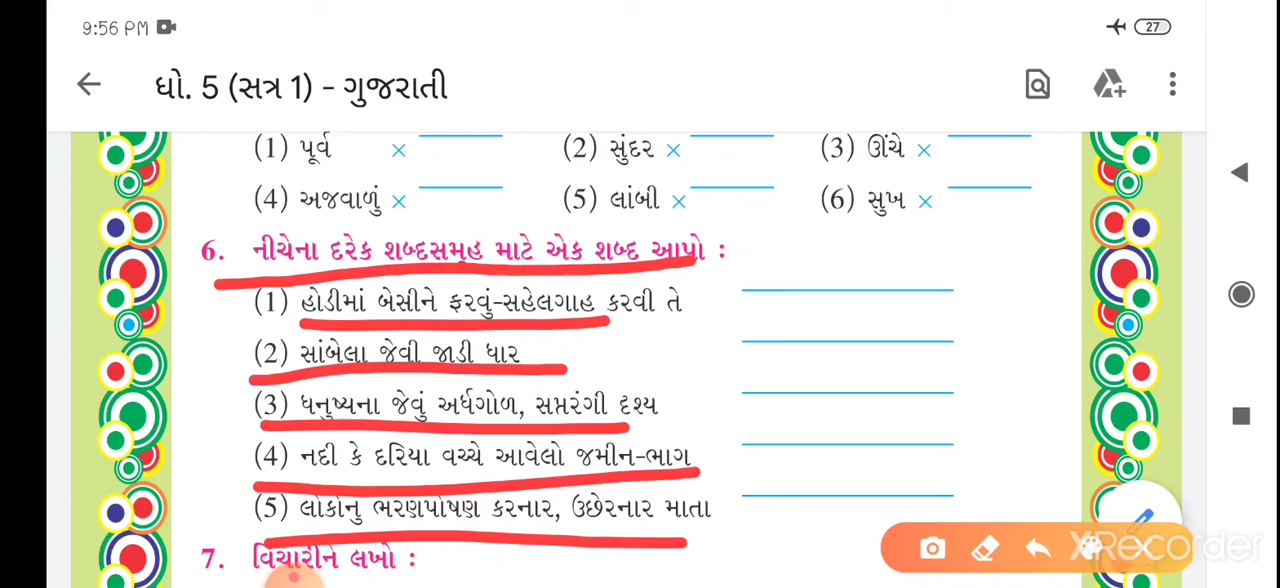 9:56 PM
27
ધો. 5 (સત્ર 1) - ગુજરાતી
(1) પૂર્વ × (2) સુંદર × (3) ઊંચે ×
(4) અજવાળું × (5) લાંબી × (6) સુખ ×
6. નીચેના દરેક શબ્દસમૂહ માટે એક શબ્દ આપો :
(1) હોડીમાં બેસીને ફરવું-સહેલગાહ કરવી તે
(2) સાંબેલા જેવી જાડી ધાર
(3) ધનુષ્યના જેવું અર્ધગોળ, સપ્તરંગી દૃશ્ય
(4) નદી કે દરિયા વચ્ચે આવેલો જમીન-ભાગ
(5) લોકોનુ ભરણપોષણ કરનાર, ઉછેરનાર માતા
7. વિચારીને લખો :
XRecorder